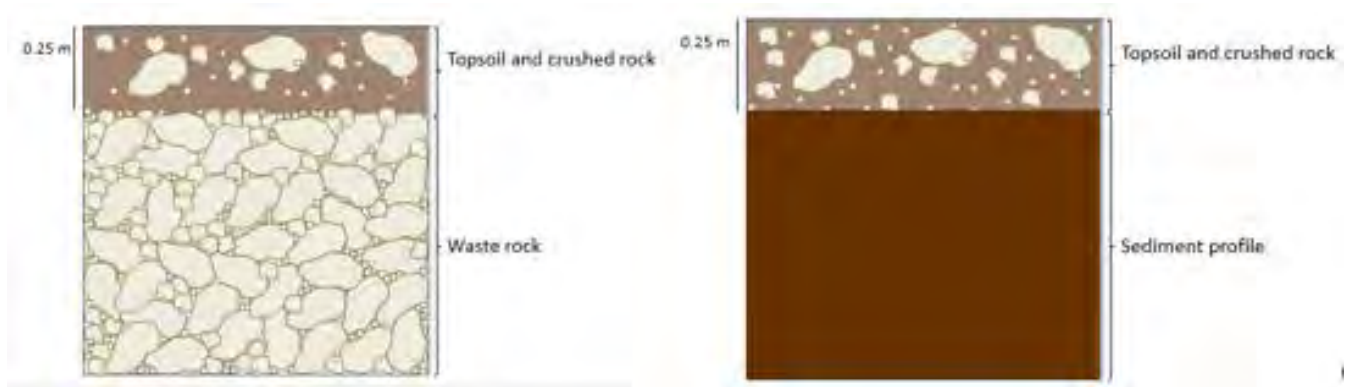 0.25 m
Topsoil and crushed rock
Waste rock
0.25 m
Topsoil and crushed rock
Sediment profile